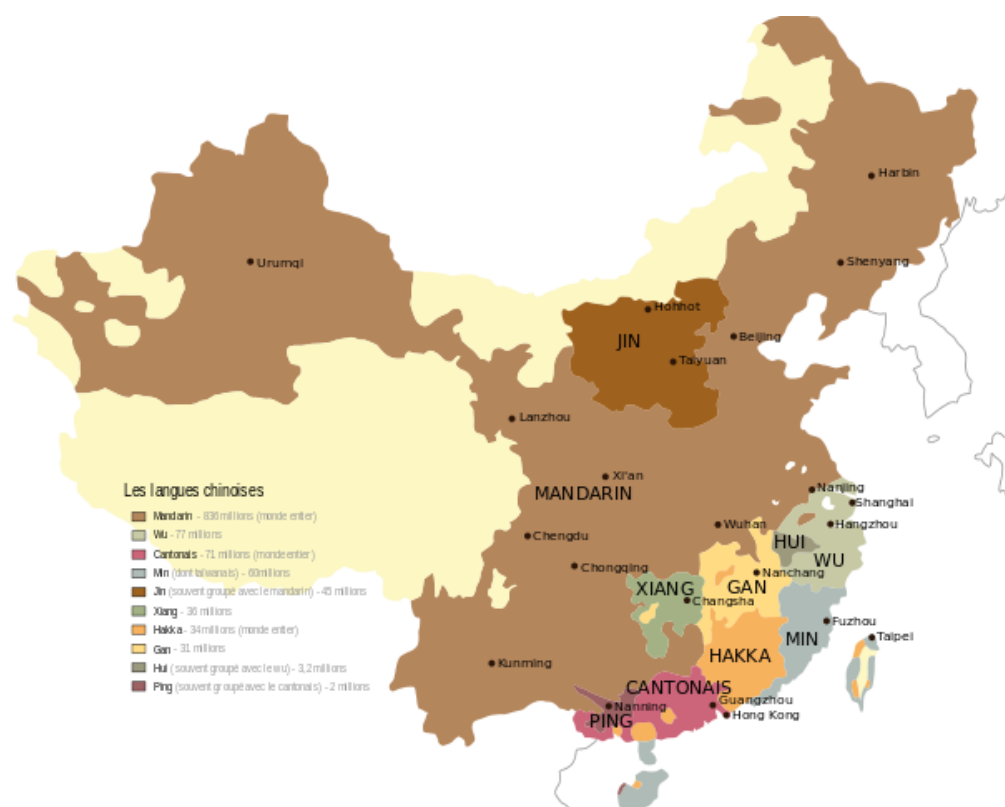 Harbin
Urumqi
Shenyang
Hohhot
Beijing
JIN
Taiyuan
Lanzhou
Xi'an
MANDARIN
Nanjing
Shanghai
Wuhan
Hangzhou
Chengdu
HUI
WU
Chongqing
Nanchang
XIANG
GAN
Changsha
Fuzhou
MIN
Taipei
Kunming
HAKKA
CANTONAIS
Guangzhou
Nanning
Hong Kong
PING
Les langues chinoises
Mandarin - 836 millions (monde entier)
Wu - 77 millions
Cantonais - 71 millions (monde entier)
Min (dont taïwanais) - 60 millions
Jin (souvent groupé avec le mandarin) - 45 millions
Xiang - 36 millions
Hakka - 34 millions (monde entier)
Gan - 31 millions
Hui (souvent groupé avec le wu) - 3,2 millions
Ping (souvent groupé avec le cantonais) - 2 millions